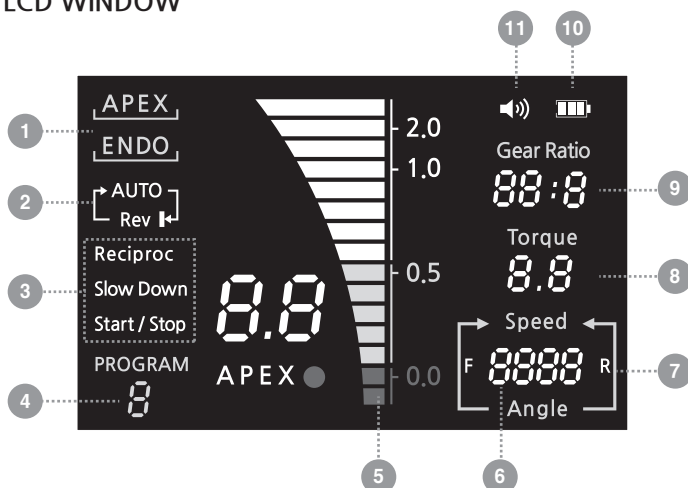 LCD WINDOW
11
10
APEX
ENDO
1
2.0
1.0
Gear Ratio
88:8
9
AUTO
Rev
2
Reciproc
Slow Down
Start / Stop
3
8.8
0.5
Torque
8.8
8
Speed
F 8888 R
Angle
7
PROGRAM
8
4
APEX
0.0
5
6